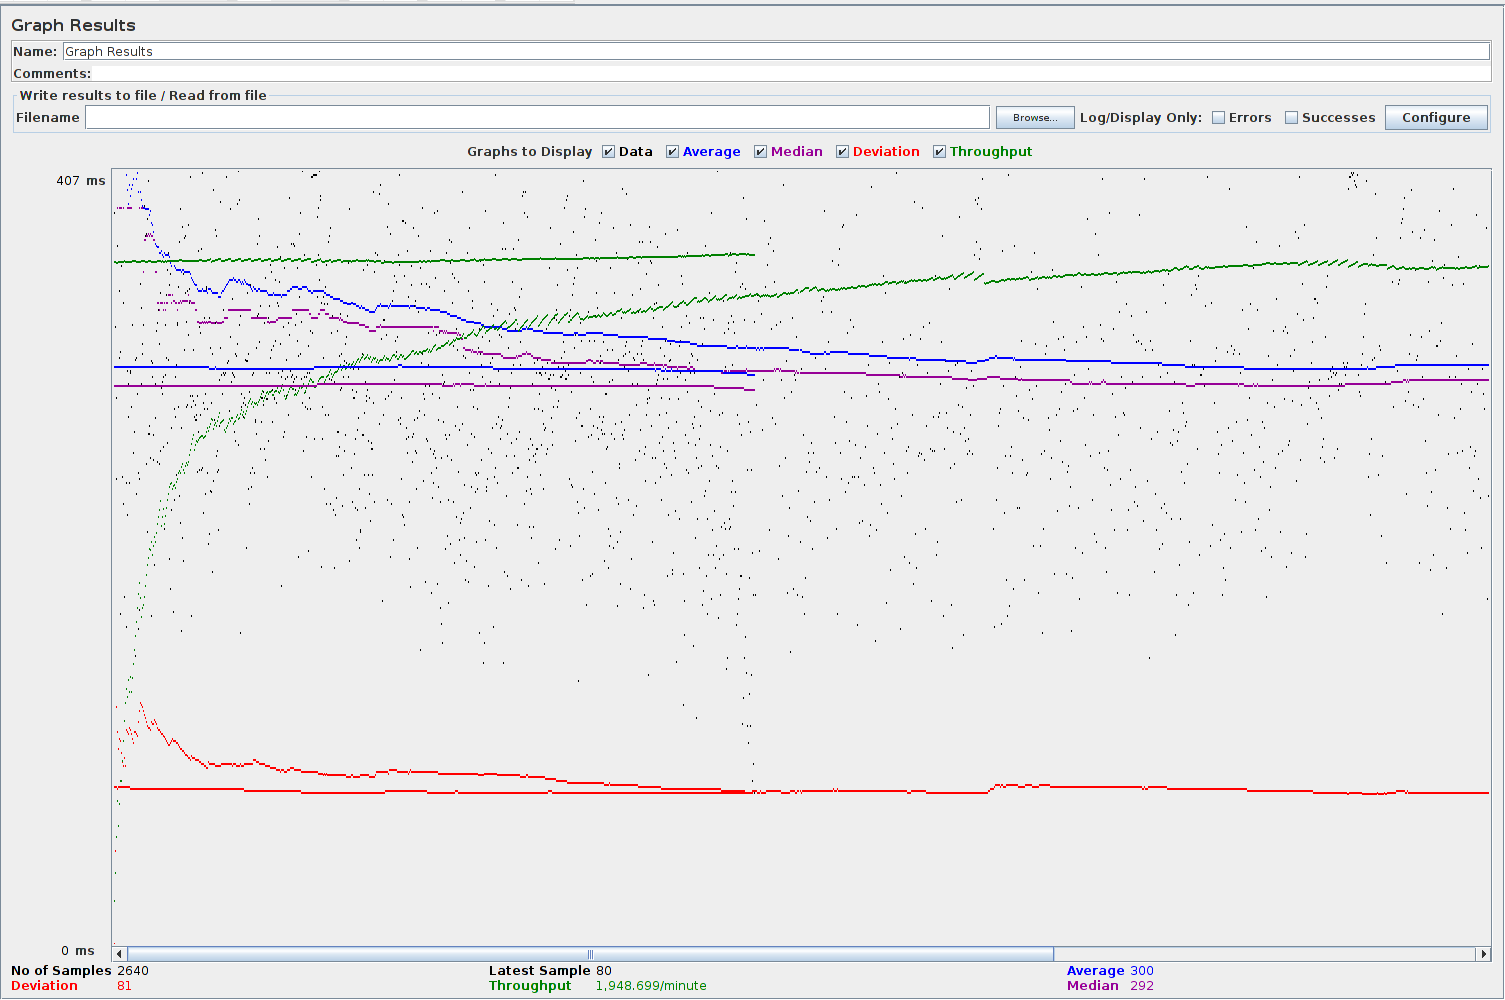 Graph Results
Name: Graph Results
Comments:
Write results to file / Read from file
Filename Browse... Log/Display Only: Errors Successes Configure
Graphs to Display Data Average Median Deviation Throughput
407 ms
0 ms
No of Samples 2640 Latest Sample 80 Average 300
Deviation 81 Throughput 1,948.699/minute Median 292